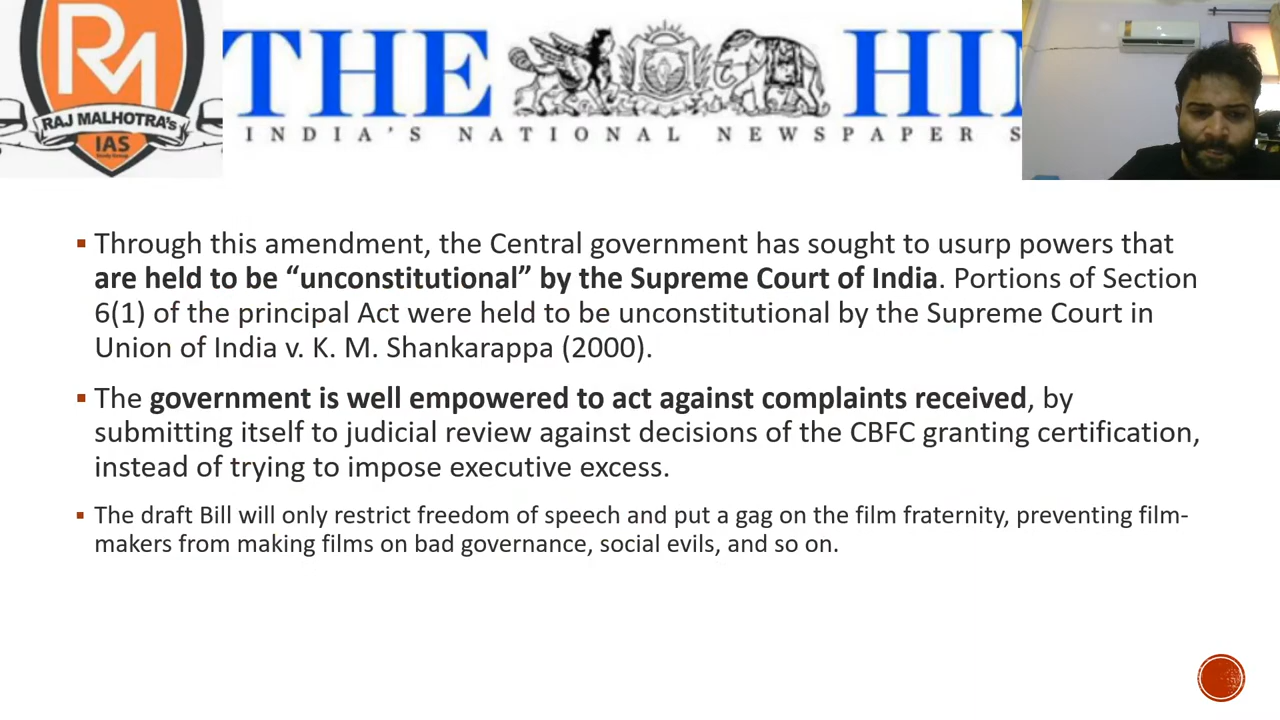 RM
RAJ MALHOTRA's
IAS
Study Group
THE HI
INDIA'S NATIONAL NEWSPAPER S
Through this amendment, the Central government has sought to usurp powers that
are held to be “unconstitutional” by the Supreme Court of India. Portions of Section
6(1) of the principal Act were held to be unconstitutional by the Supreme Court in
Union of India v. K. M. Shankarappa (2000).
The government is well empowered to act against complaints received, by
submitting itself to judicial review against decisions of the CBFC granting certification,
instead of trying to impose executive excess.
The draft Bill will only restrict freedom of speech and put a gag on the film fraternity, preventing film-
makers from making films on bad governance, social evils, and so on.